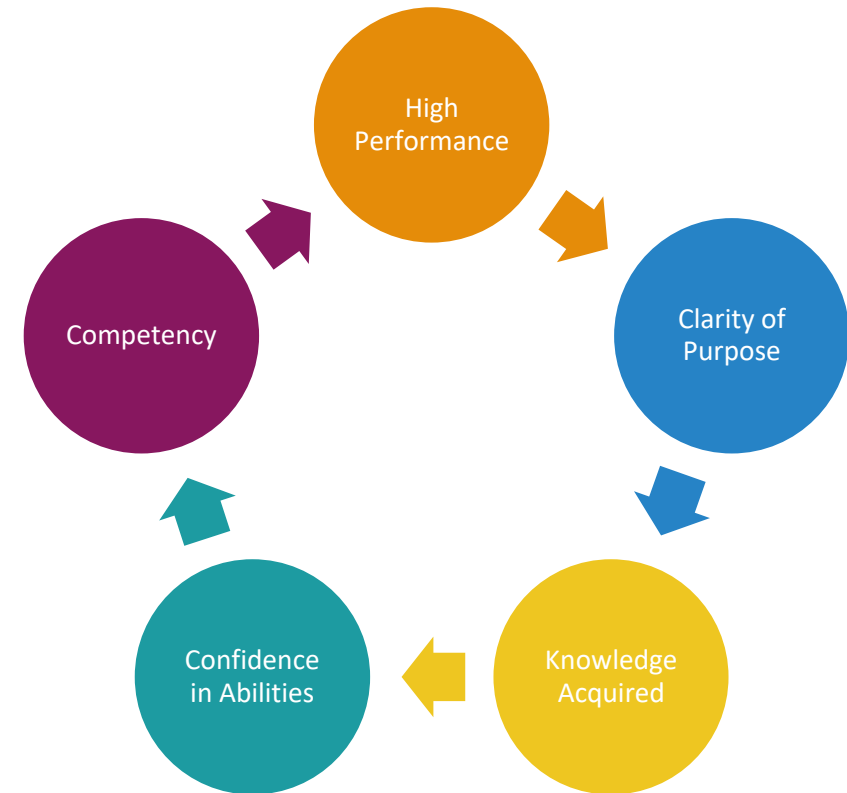 High
Performance
Clarity of
Purpose
Knowledge
Acquired
Confidence
in Abilities
Competency